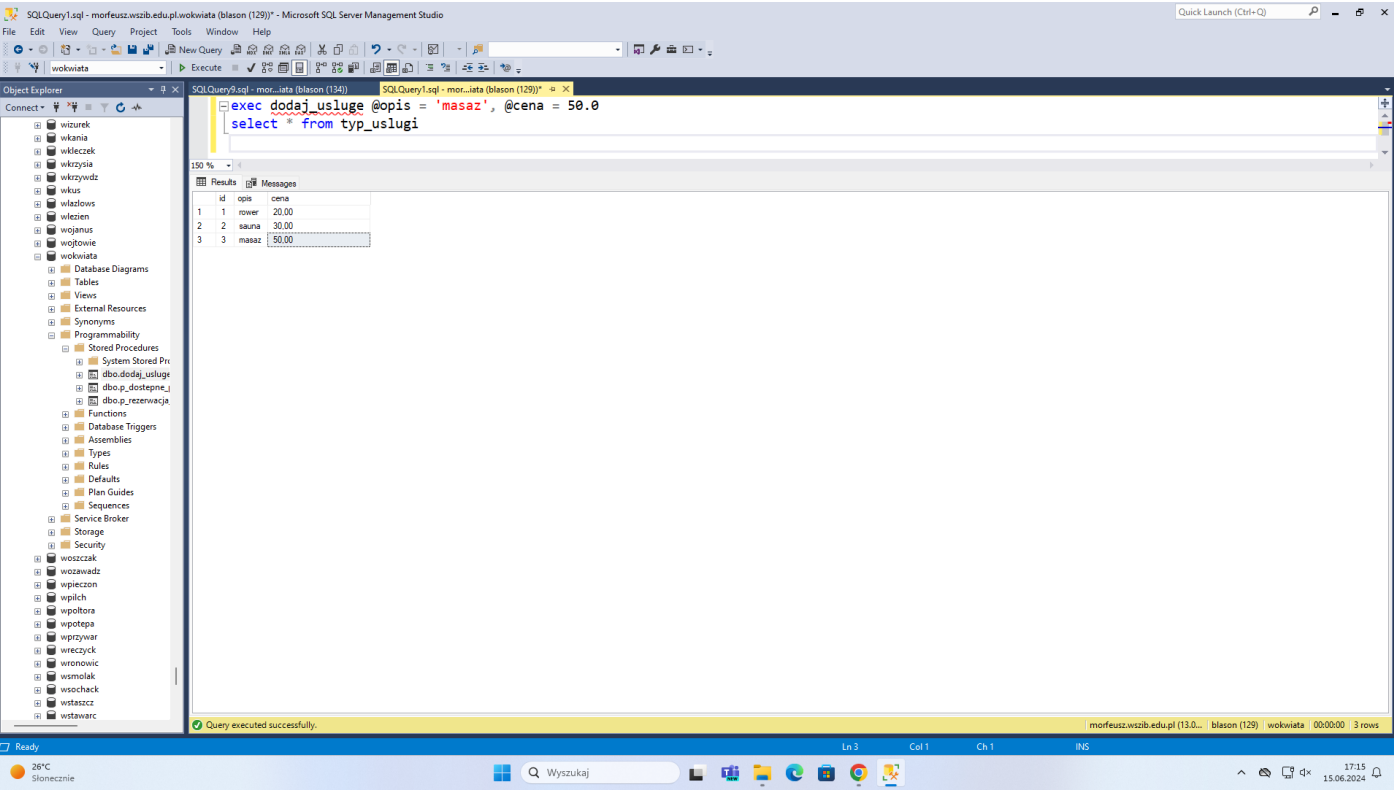 SQLQuery1.sql - morfeusz.wszib.edu.pl.wokwiata (blason (129))* - Microsoft SQL Server Management Studio
Quick Launch (Ctrl+Q)
File Edit View Query Project Tools Window Help
New Query
wokwiata
Execute
Object Explorer
SQLQuery9.sql - mor...iata (blason (134))
SQLQuery1.sql - mor...iata (blason (129))*
Connect
exec dodaj_usluge @opis = 'masaz', @cena = 50.0
select * from typ_uslugi
150 %
Results Messages
id opis cena
1 1 rower 20,00
2 2 sauna 30,00
3 3 masaz 50,00
wizurek
wkania
wkleczek
wkrzysia
wkrzywdz
wkus
wlazlows
wlezien
wojanus
wojtowie
wokwiata
Database Diagrams
Tables
Views
External Resources
Synonyms
Programmability
Stored Procedures
System Stored Pro
dbo.dodaj_usluge
dbo.p_dostepne_
dbo.p_rezerwacja_
Functions
Database Triggers
Assemblies
Types
Rules
Defaults
Plan Guides
Sequences
Service Broker
Storage
Security
woszczak
wozawadz
wpieczon
wpilch
wpoltora
wpotepa
wprzywar
wreczyck
wronowic
wsmolak
wsochack
wstaszcz
wstawarc
Query executed successfully.
morfeusz.wszib.edu.pl (13.0... blason (129) wokwiata 00:00:00 3 rows
Ready
Ln 3 Col 1 Ch 1 INS
26°C
Słonecznie
Wyszukaj
17:15
15.06.2024